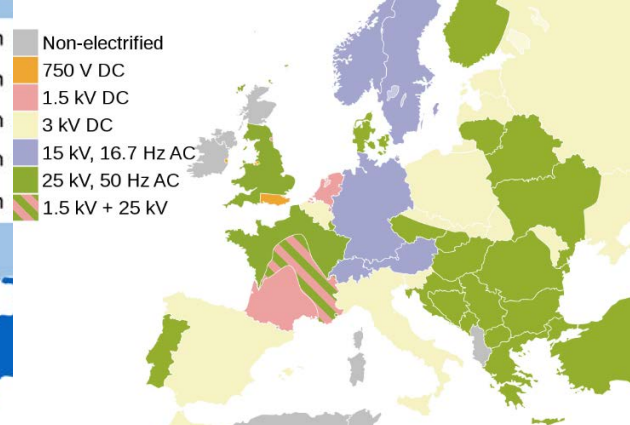 Non-electrified
750 V DC
1.5 kV DC
3 kV DC
15 kV, 16.7 Hz AC
25 kV, 50 Hz AC
1.5 kV + 25 kV